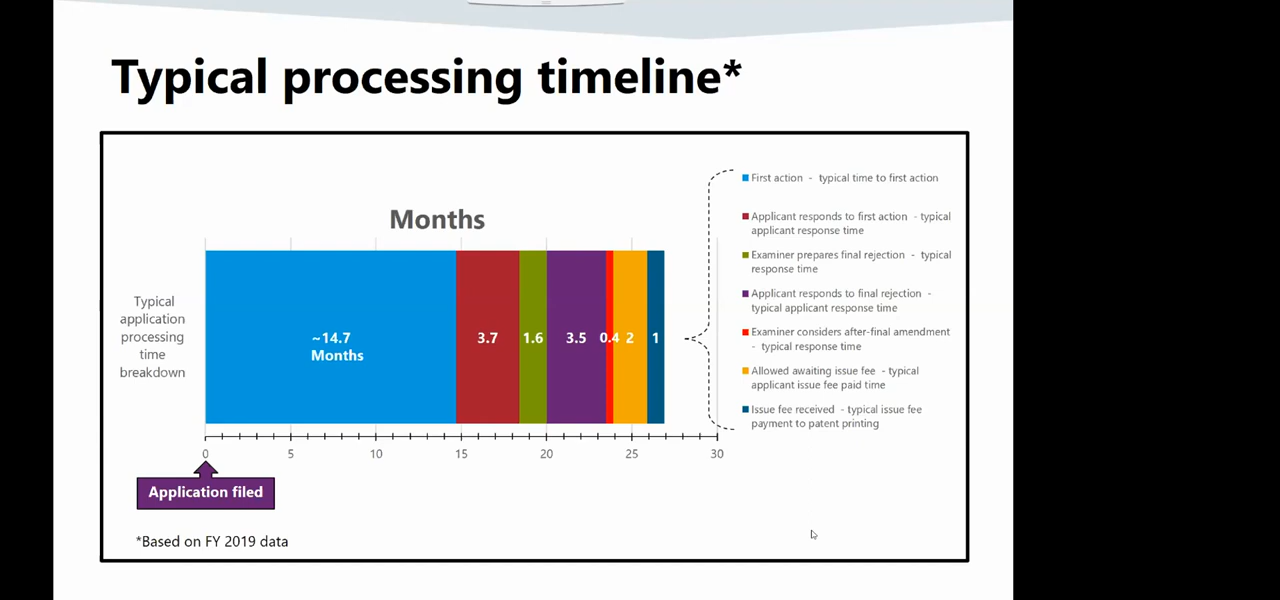 Typical processing timeline*
Months
Typical
application
processing
time
breakdown
~14.7
Months
3.7
1.6
3.5
0.4
2
1
0
5
10
15
20
25
30
Application filed
*Based on FY 2019 data
First action - typical time to first action
Applicant responds to first action - typical
applicant response time
Examiner prepares final rejection - typical
response time
Applicant responds to final rejection -
typical applicant response time
Examiner considers after-final amendment
- typical response time
Allowed awaiting issue fee - typical
applicant issue fee paid time
Issue fee received - typical issue fee
payment to patent printing